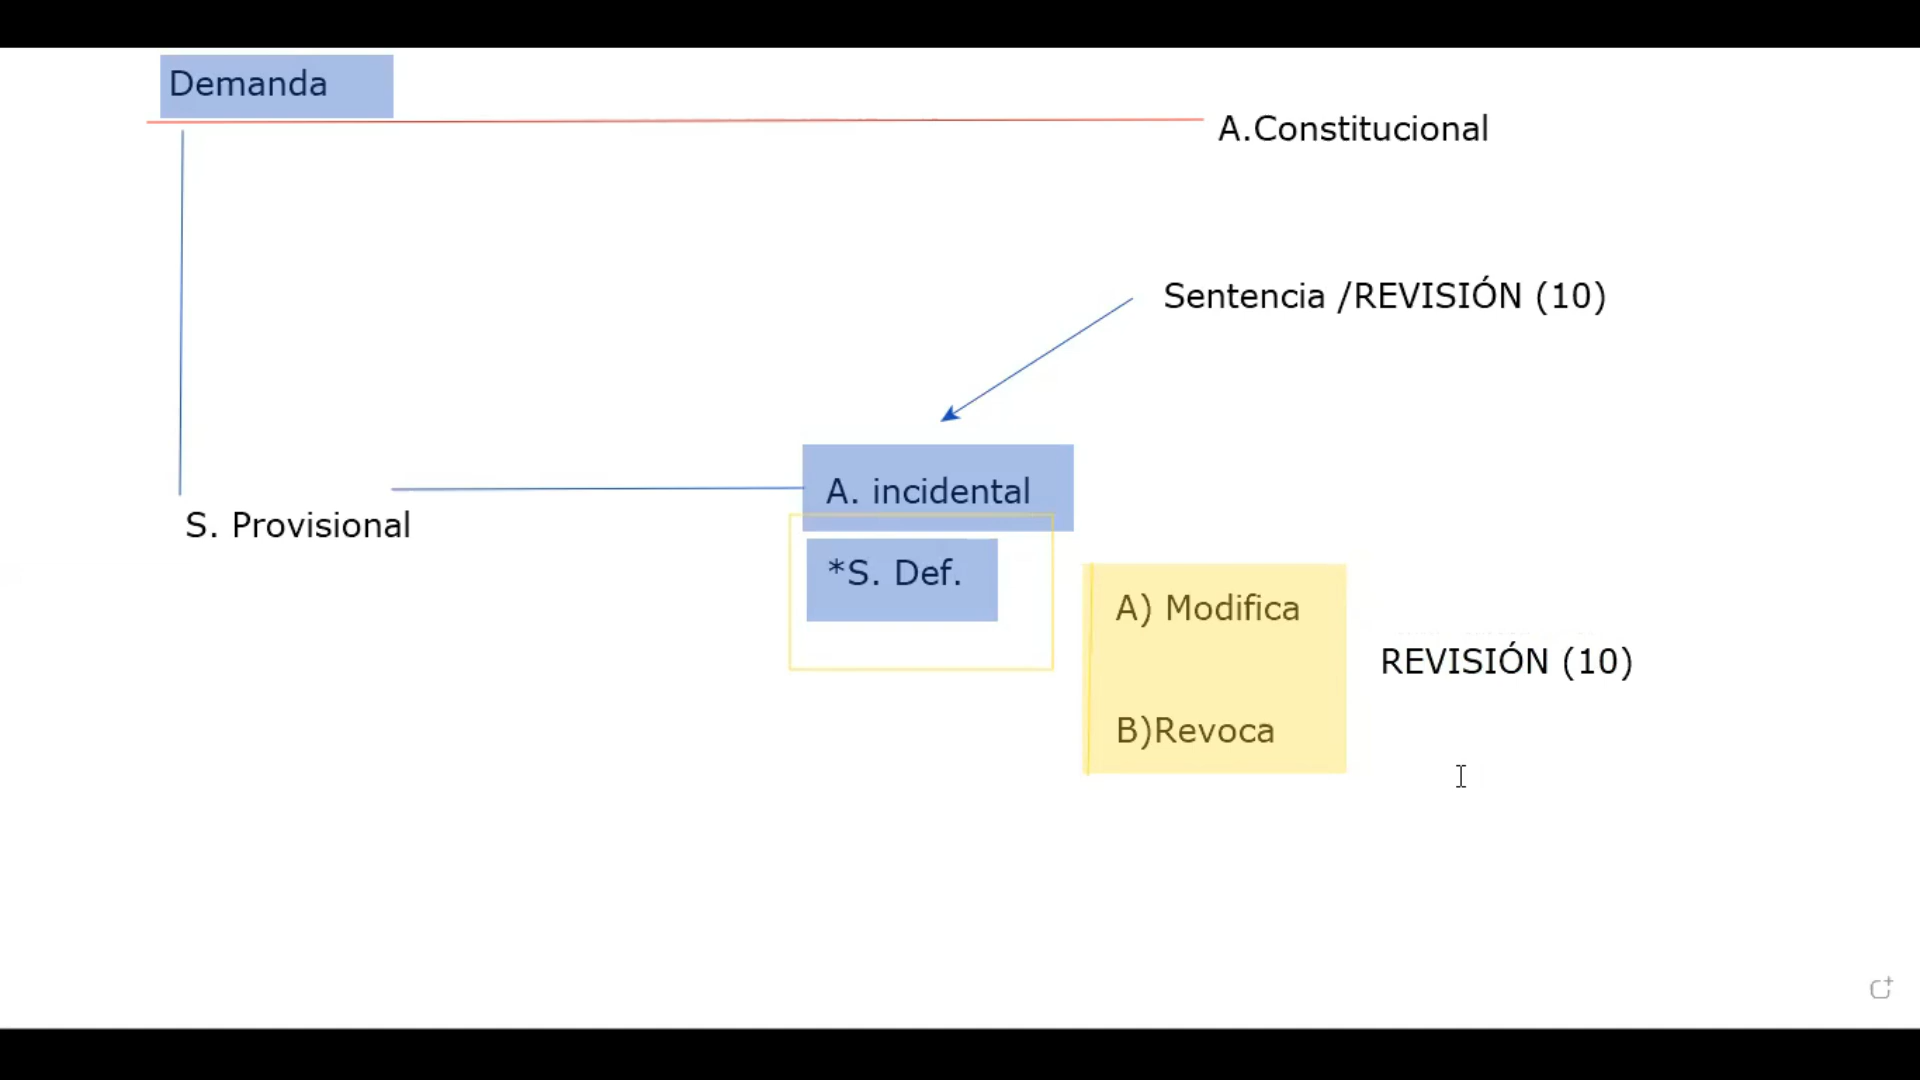 Demanda
A.Constitucional
Sentencia /REVISIÓN (10)
A. incidental
S. Provisional
*S. Def.
A) Modifica
REVISIÓN (10)
B)Revoca